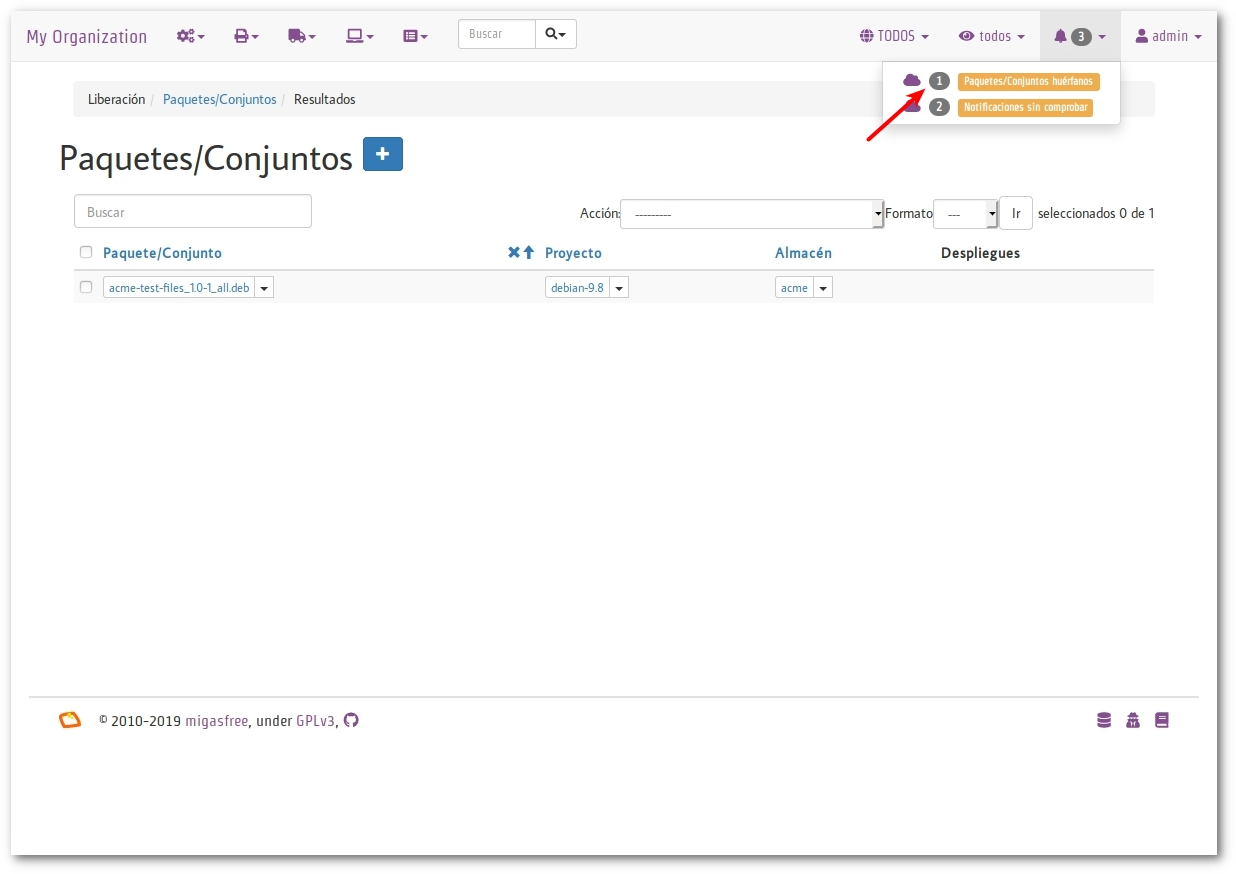 My Organization
Buscar
TODOS
todos
3
admin
1 Paquetes/Conjuntos huérfanos
2 Notificaciones sin comprobar
Liberación / Paquetes/Conjuntos / Resultados
Paquetes/Conjuntos +
Buscar
Acción: --------- Formato --- Ir seleccionados 0 de 1
Paquete/Conjunto Proyecto Almacén Despliegues
acme-test-files_1.0-1_all.deb debian-9.8 acme
© 2010-2019 migasfree, under GPLv3,